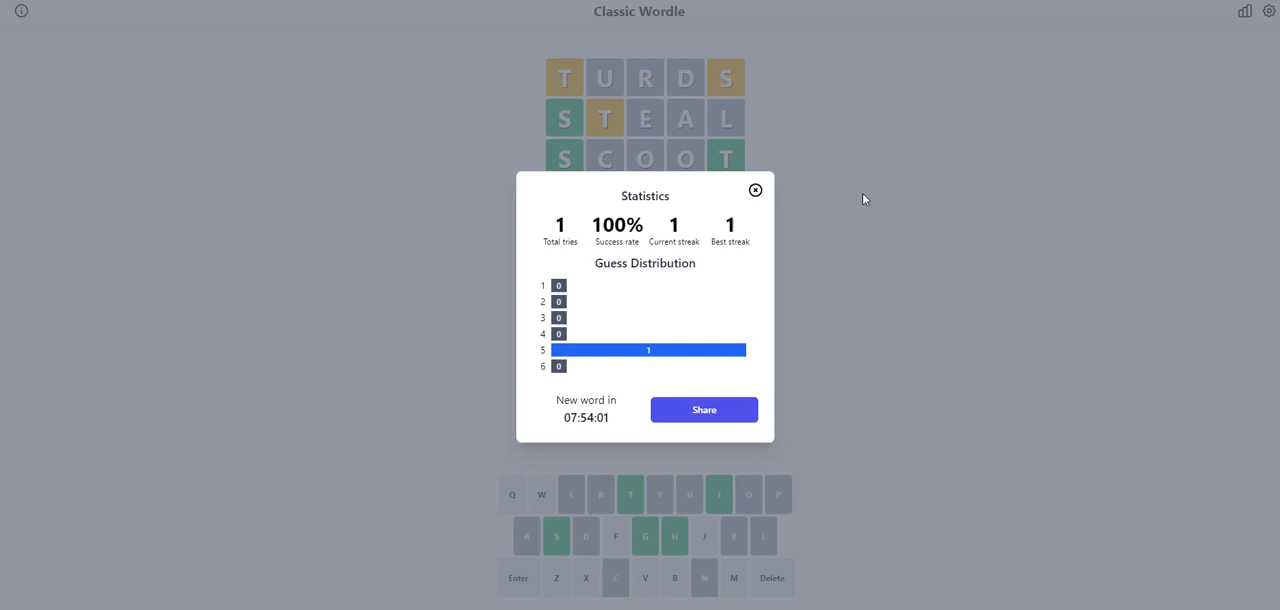 Classic Wordle
T U R D S
S T E A L
S C O O T
Statistics
1 100% 1 1
Total tries Success rate Current streak Best streak
Guess Distribution
1 0
2 0
3 0
4 0
5 1
6 0
New word in
07:54:01
Share
Q W E R T Y U I O P
A S D F G H J K L
Enter Z X C V B N M Delete